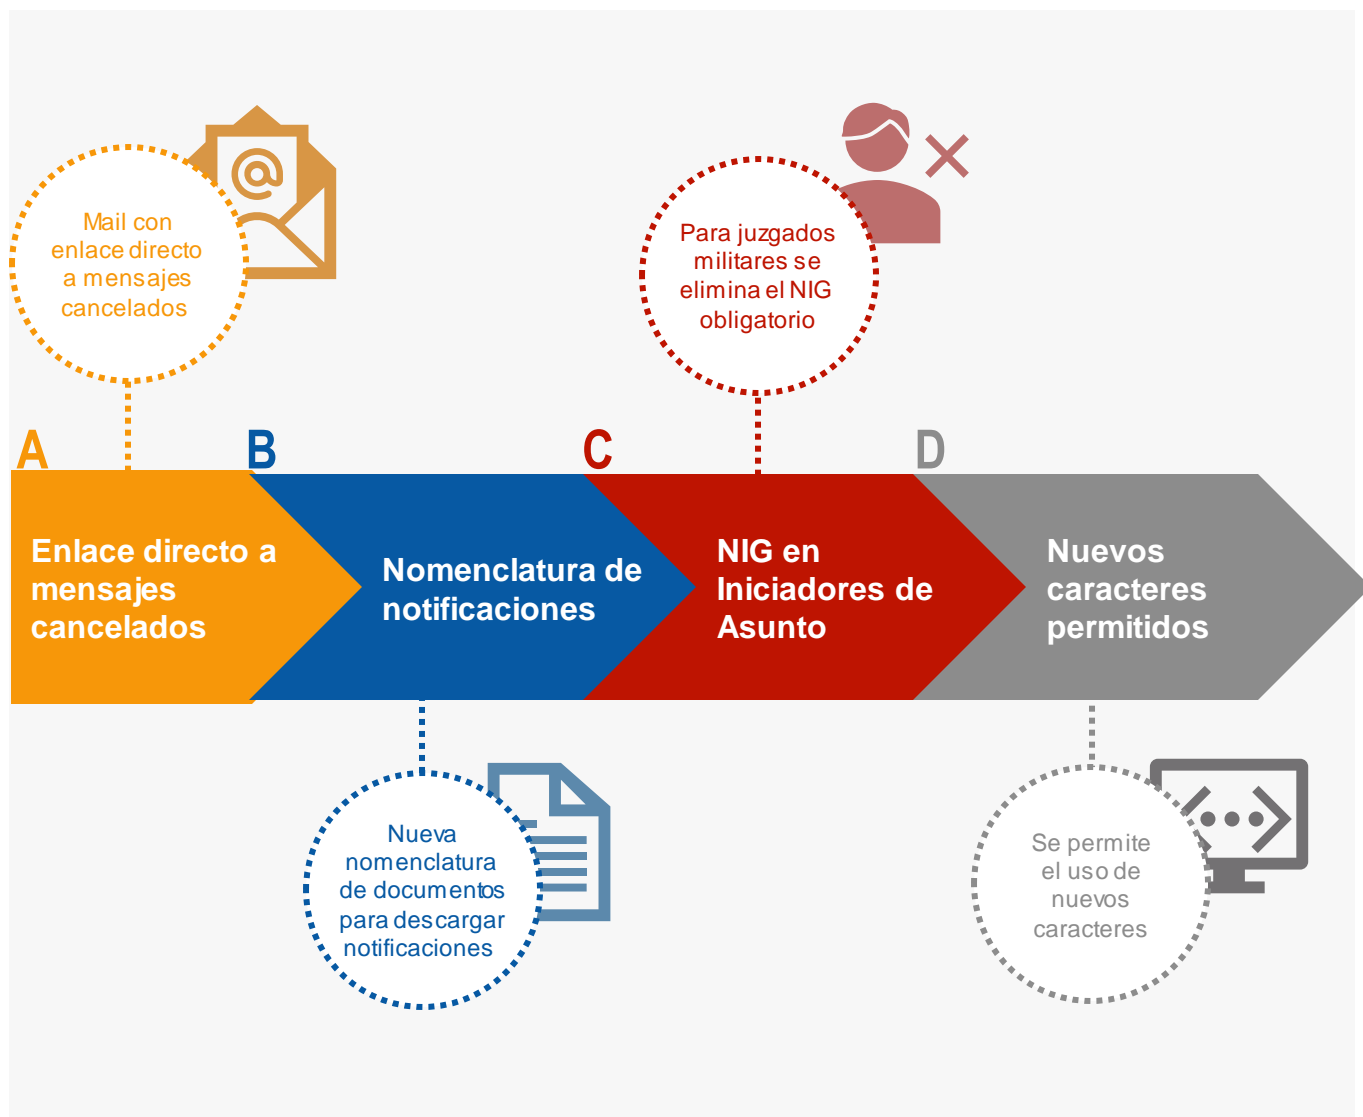 @
Mail con
enlace directo
a mensajes
cancelados
Para juzgados
militares se
elimina el NIG
obligatorio
A
B
C
D
Enlace directo a
mensajes
cancelados
Nomenclatura de
notificaciones
NIG en
Iniciadores de
Asunto
Nuevos
caracteres
permitidos
Nueva
nomenclatura
de documentos
para descargar
notificaciones
Se permite
el uso de
nuevos
caracteres